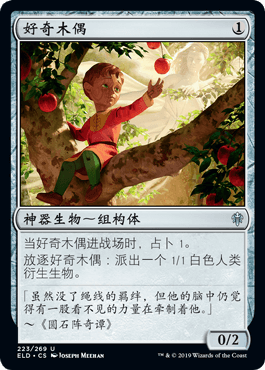 好奇木偶 1
神器生物～组构体
当好奇木偶进战场时，占卜 1。
放逐好奇木偶：派出一个 1/1 白色人类
衍生生物。
「虽然没了绳线的羁绊，但他的脑中仍觉
得有一股看不见的力量在牵制着他。」
～《圆石阵奇谭》
0/2
223/269 U
ELD • CS JOSEPH MEEHAN
™ & © 2019 Wizards of the Coast